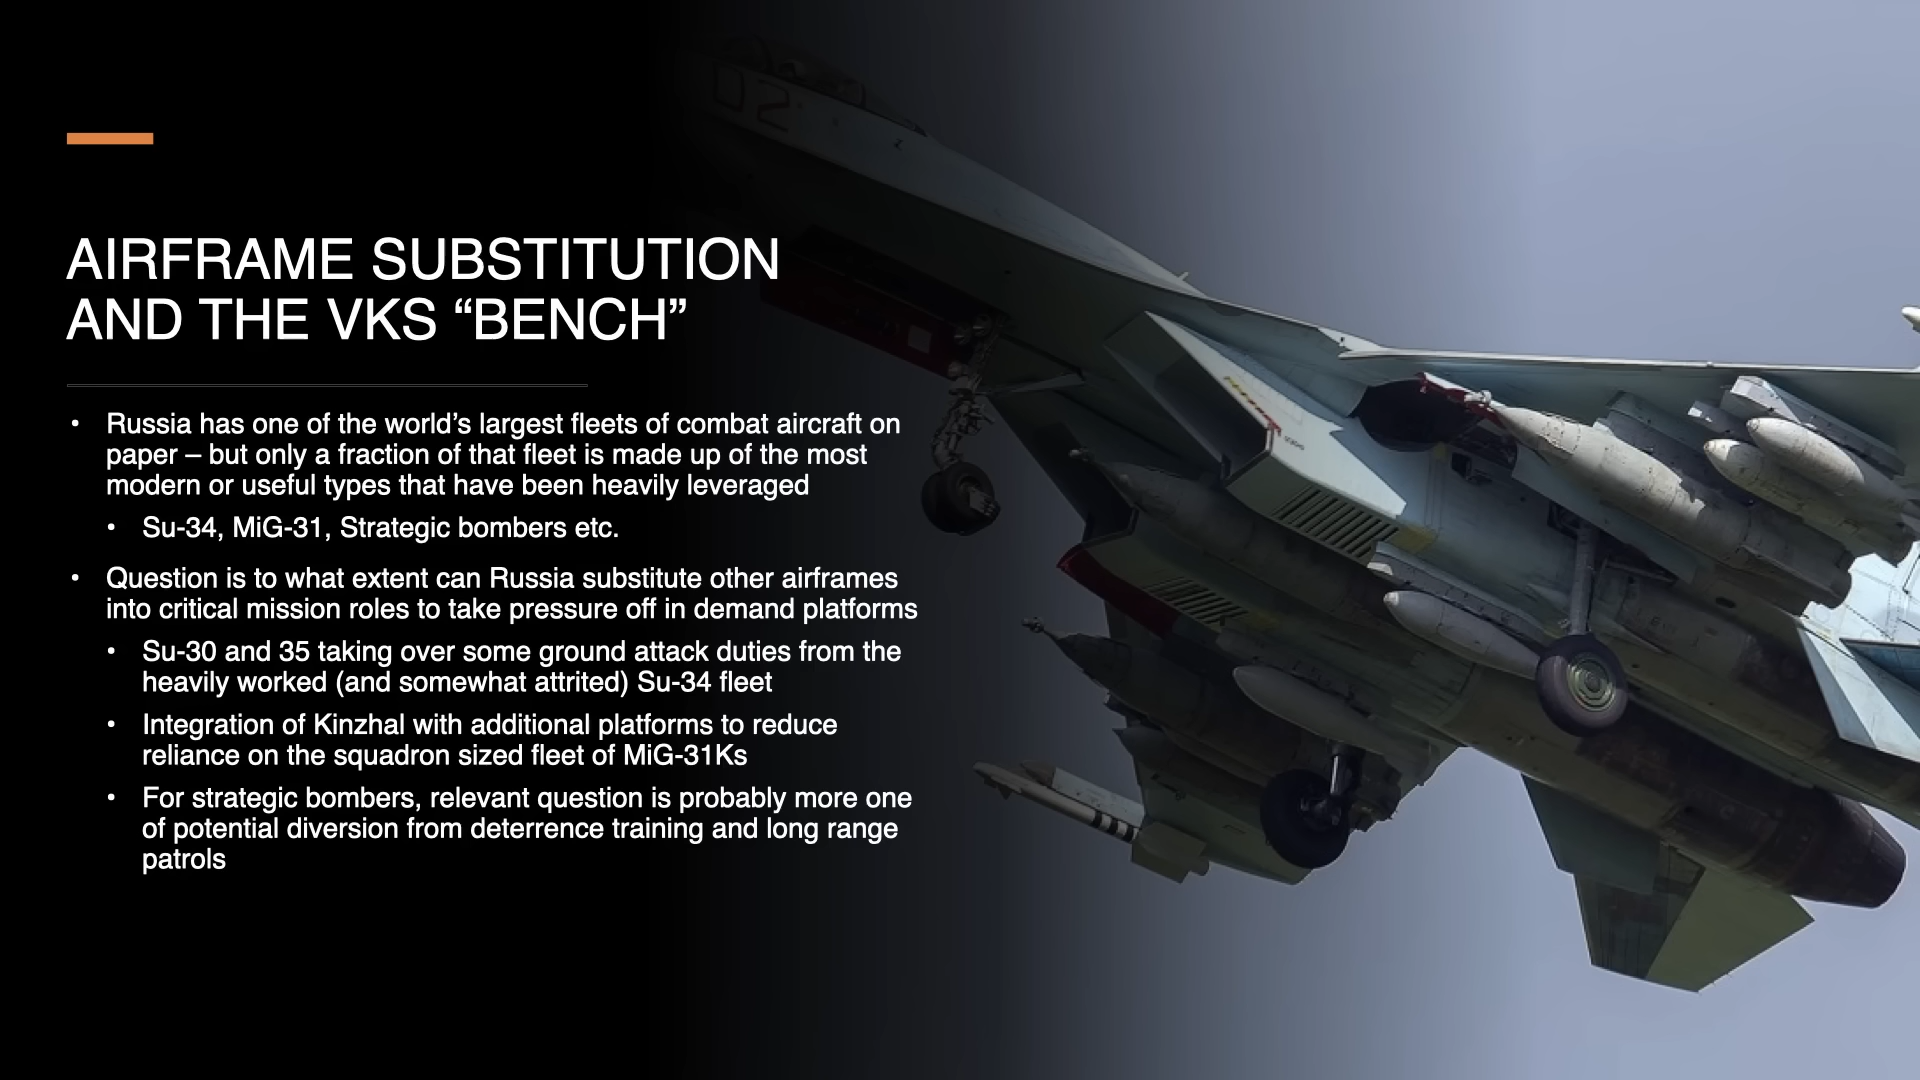 02
AIRFRAME SUBSTITUTION
AND THE VKS “BENCH”
• Russia has one of the world’s largest fleets of combat aircraft on
paper – but only a fraction of that fleet is made up of the most
modern or useful types that have been heavily leveraged
• Su-34, MiG-31, Strategic bombers etc.
• Question is to what extent can Russia substitute other airframes
into critical mission roles to take pressure off in demand platforms
• Su-30 and 35 taking over some ground attack duties from the
heavily worked (and somewhat attrited) Su-34 fleet
• Integration of Kinzhal with additional platforms to reduce
reliance on the squadron sized fleet of MiG-31Ks
• For strategic bombers, relevant question is probably more one
of potential diversion from deterrence training and long range
patrols